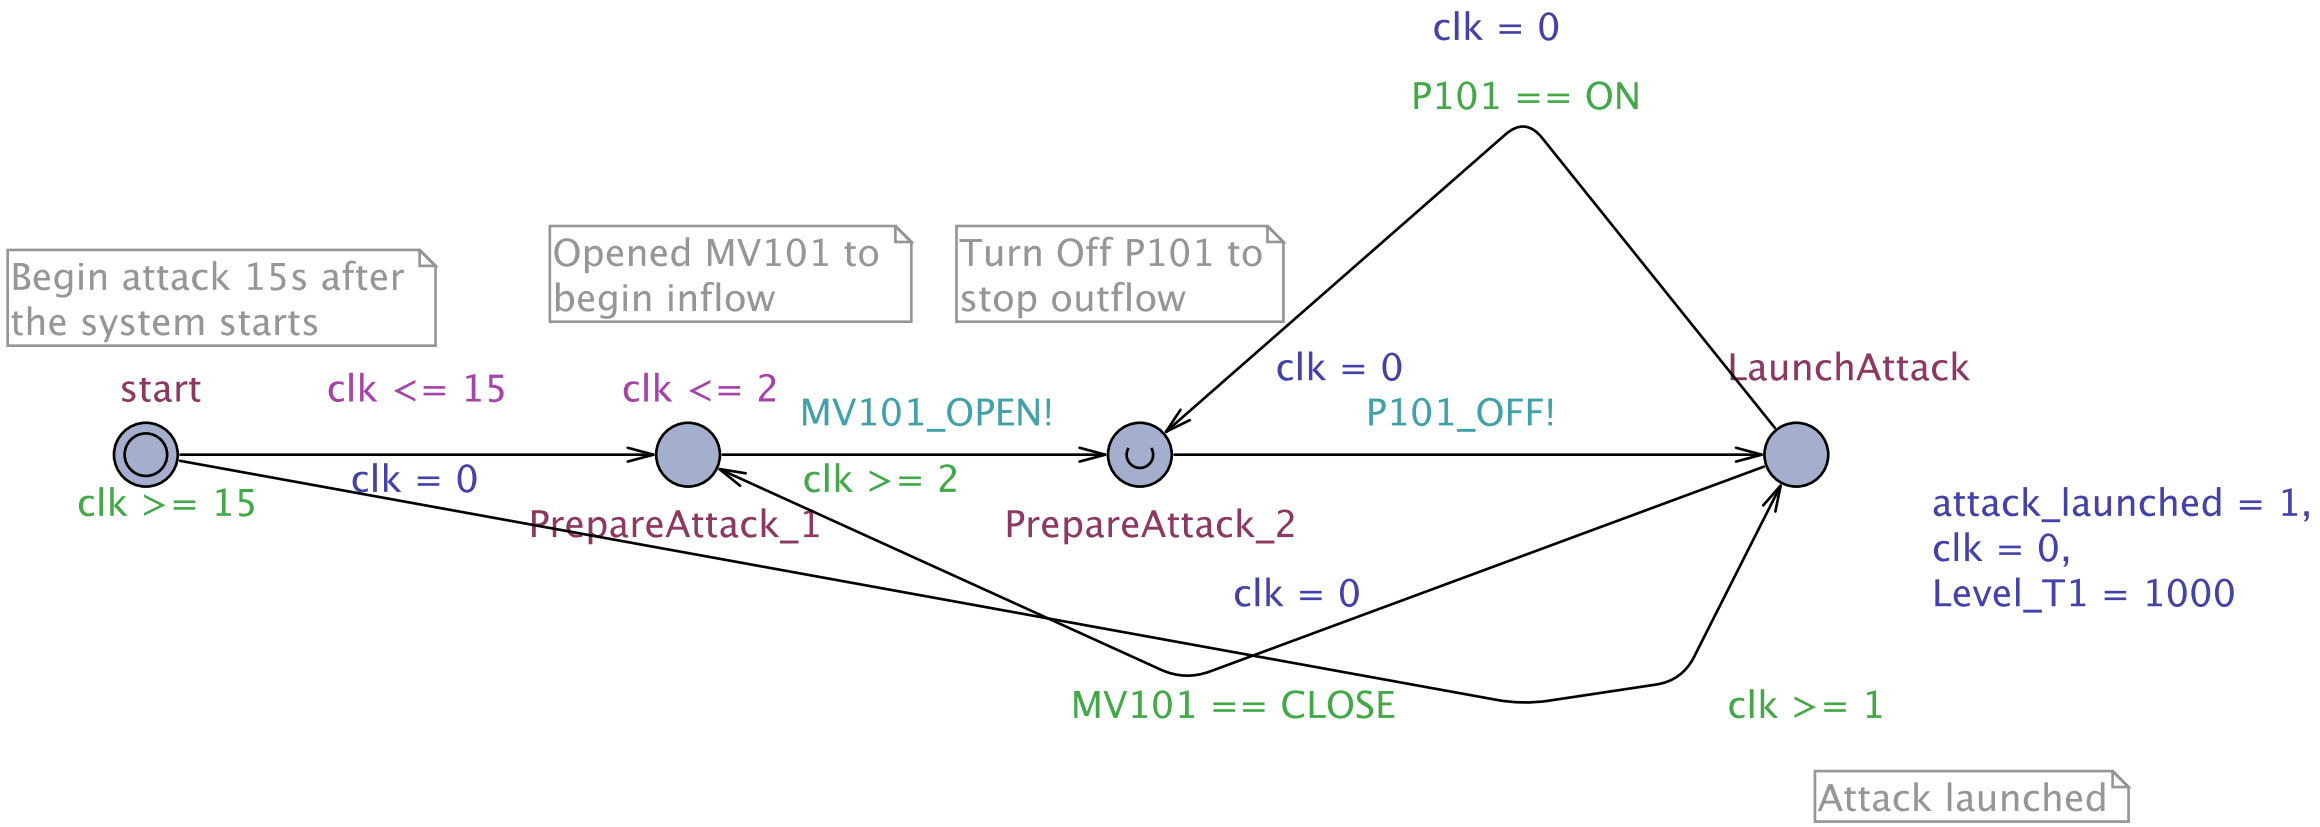 clk = 0
P101 == ON
Begin attack 15s after
the system starts
Opened MV101 to
begin inflow
Turn Off P101 to
stop outflow
start
clk <= 15
clk <= 2
MV101_OPEN!
clk = 0
P101_OFF!
LaunchAttack
clk >= 15
clk = 0
clk >= 2
PrepareAttack_1
PrepareAttack_2
attack_launched = 1,
clk = 0,
Level_T1 = 1000
clk = 0
MV101 == CLOSE
clk >= 1
Attack launched